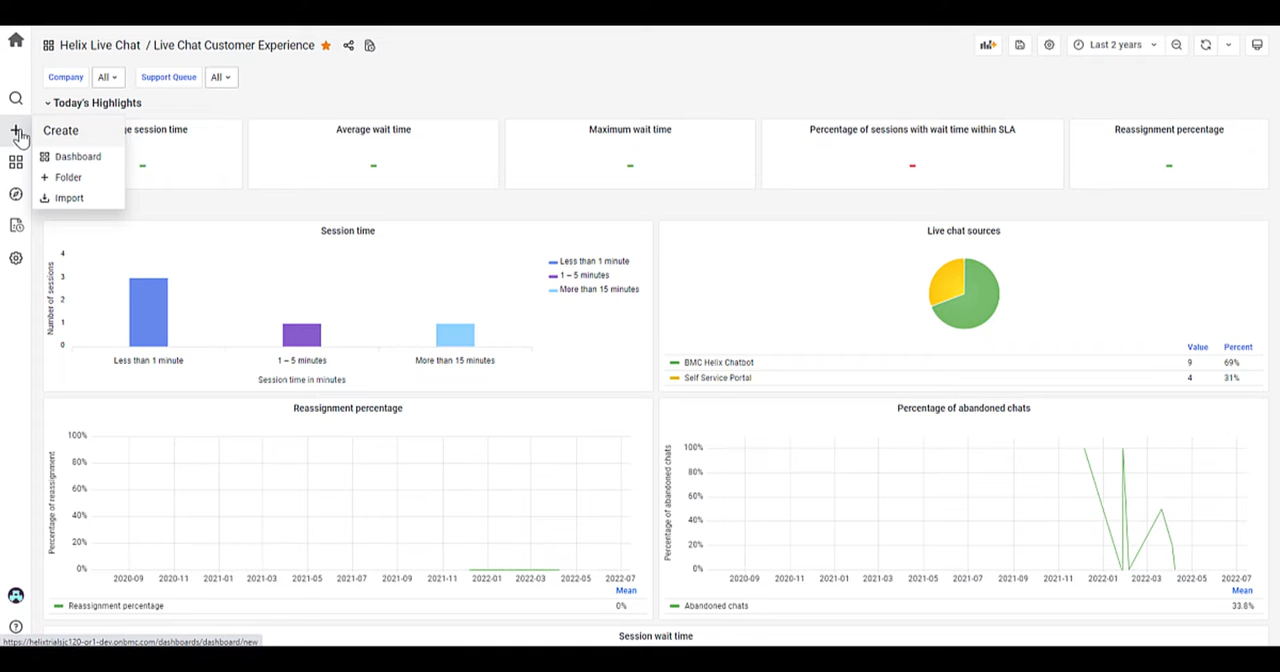 Helix Live Chat / Live Chat Customer Experience
Last 2 years
Company All Support Queue All
Today's Highlights
Create
Dashboard
Folder
Import
ge session time
-
Average wait time
-
Maximum wait time
-
Percentage of sessions with wait time within SLA
-
Reassignment percentage
-
Session time
Number of sessions
4
3
2
1
0
Less than 1 minute
1 – 5 minutes
More than 15 minutes
Session time in minutes
Less than 1 minute
1 – 5 minutes
More than 15 minutes
Live chat sources
Value Percent
BMC Helix Chatbot 9 69%
Self Service Portal 4 31%
Reassignment percentage
Percentage of reassignment
100%
80%
60%
40%
20%
0%
2020-09 2020-11 2021-01 2021-03 2021-05 2021-07 2021-09 2021-11 2022-01 2022-03 2022-05 2022-07
Mean
Reassignment percentage 0%
Percentage of abandoned chats
Percentage of abandoned chats
100%
80%
60%
40%
20%
0%
2020-09 2020-11 2021-01 2021-03 2021-05 2021-07 2021-09 2021-11 2022-01 2022-03 2022-05 2022-07
Mean
Abandoned chats 33.8%
Session wait time
https://helixtrialsjc120-or1-dev.onbmc.com/dashboards/dashboard/new